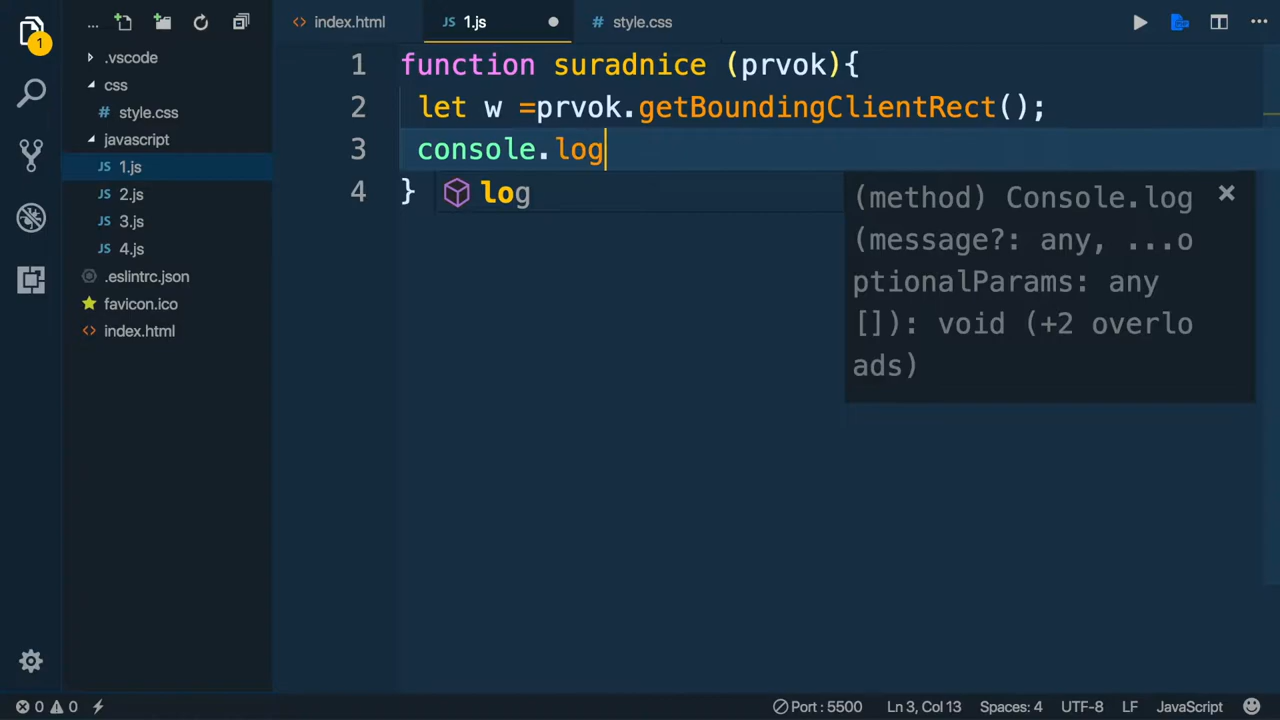 1
...
index.html
JS 1.js
# style.css
...
.vscode
css
# style.css
javascript
JS 1.js
JS 2.js
JS 3.js
JS 4.js
.eslintrc.json
favicon.ico
<> index.html
1 function suradnice (prvok){
2 let w =prvok.getBoundingClientRect();
3 console.log
4 }
log
(method) Console.log
(message?: any, ...o
ptionalParams: any
[]): void (+2 overlo
ads)
0 0
Port : 5500
Ln 3, Col 13
Spaces: 4
UTF-8
LF
JavaScript